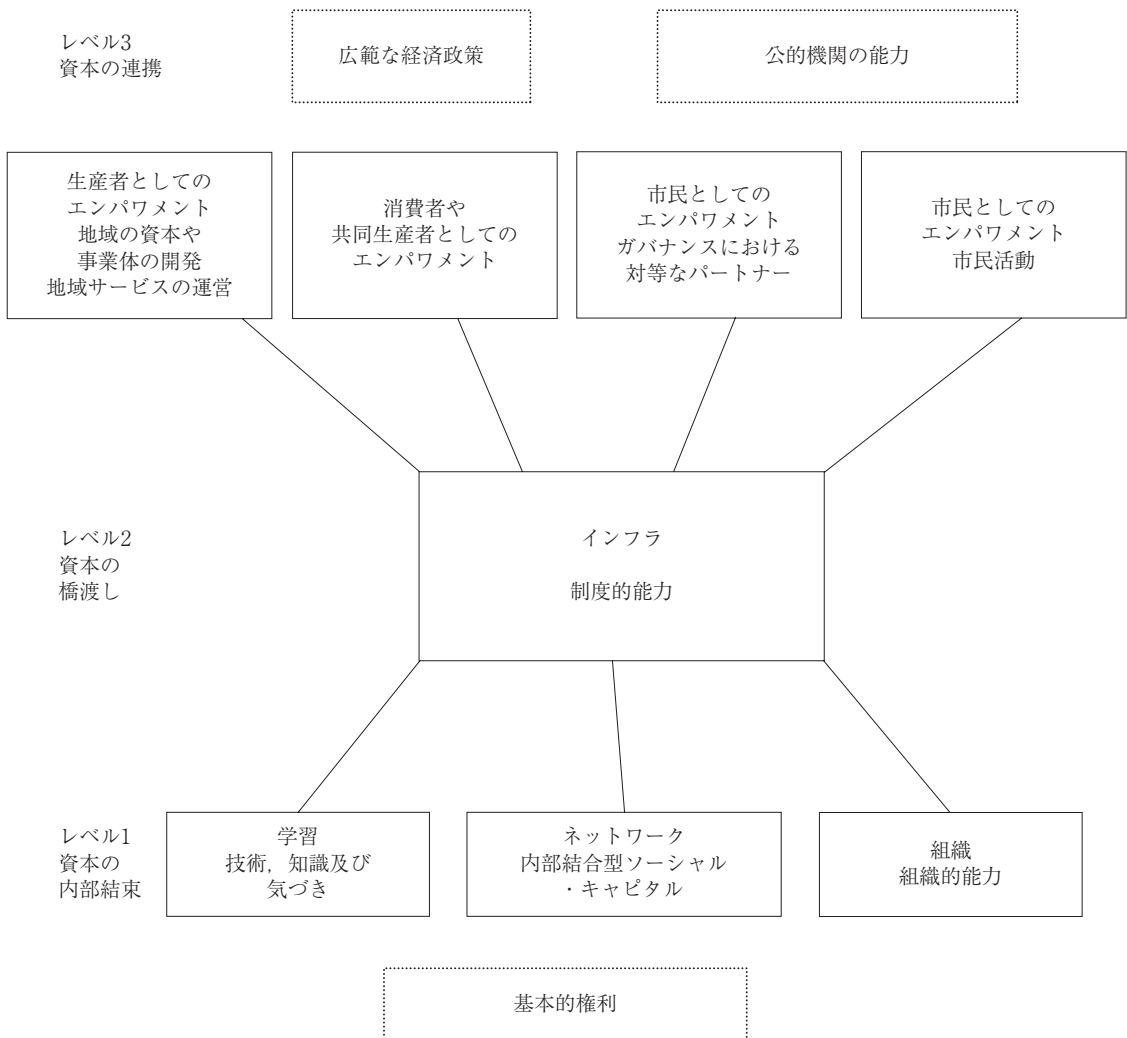 レベル3
資本の連携
広範な経済政策
公的機関の能力
生産者としての
エンパワメント
地域の資本や
事業体の開発
地域サービスの運営
消費者や
共同生産者としての
エンパワメント
市民としての
エンパワメント
ガバナンスにおける
対等なパートナー
市民としての
エンパワメント
市民活動
レベル2
資本の
橋渡し
インフラ
制度的能力
レベル1
資本の
内部結束
学習
技術，知識及び
気づき
ネットワーク
内部結合型ソーシャル
・キャピタル
組織
組織的能力
基本的権利